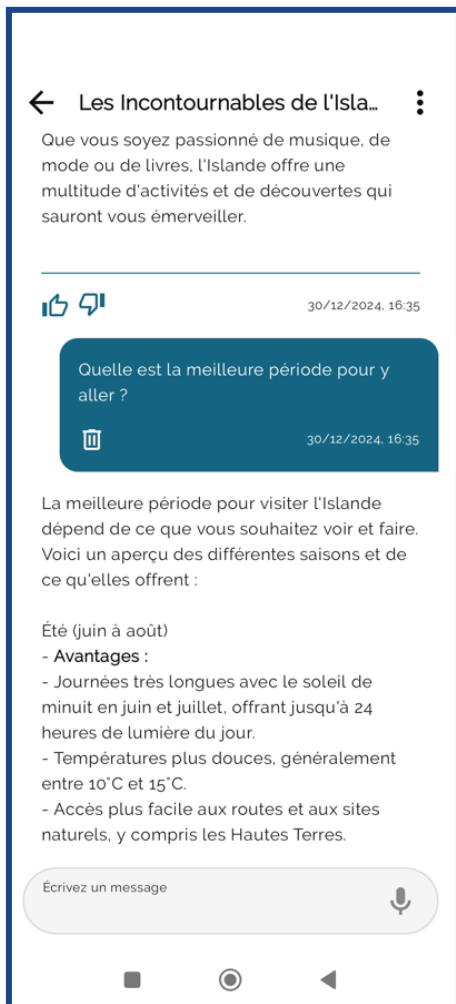 Les Incontournables de l'Isla...
Que vous soyez passionné de musique, de
mode ou de livres, l'Islande offre une
multitude d'activités et de découvertes qui
sauront vous émerveiller.
30/12/2024, 16:35
Quelle est la meilleure période pour y
aller ?
30/12/2024, 16:35
La meilleure période pour visiter l'Islande
dépend de ce que vous souhaitez voir et faire.
Voici un aperçu des différentes saisons et de
ce qu'elles offrent :
Été (juin à août)
- Avantages :
- Journées très longues avec le soleil de
minuit en juin et juillet, offrant jusqu'à 24
heures de lumière du jour.
- Températures plus douces, généralement
entre 10°C et 15°C.
- Accès plus facile aux routes et aux sites
naturels, y compris les Hautes Terres.
Écrivez un message